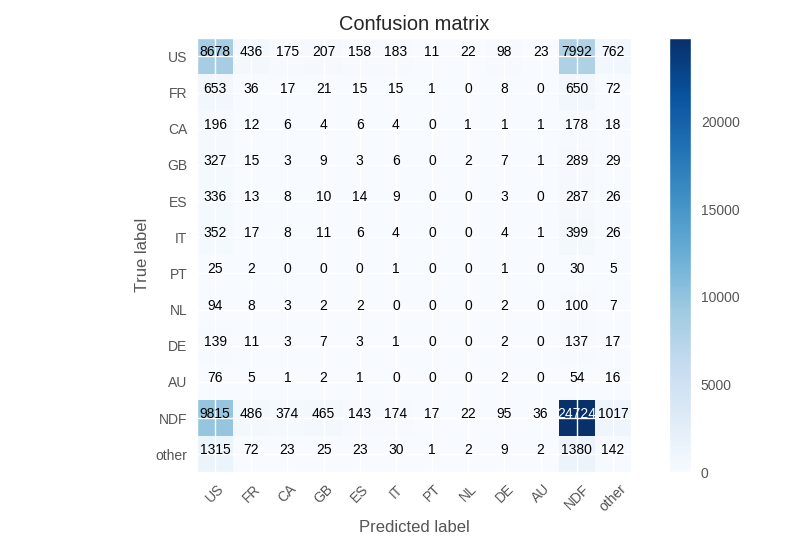 Confusion matrix
US 8678 436 175 207 158 183 11 22 98 23 7992 762
FR 653 36 17 21 15 15 1 0 8 0 650 72
CA 196 12 6 4 6 4 0 1 1 1 178 18
GB 327 15 3 9 3 6 0 2 7 1 289 29
ES 336 13 8 10 14 9 0 0 3 0 287 26
IT 352 17 8 11 6 4 0 0 4 1 399 26
PT 25 2 0 0 0 1 0 0 1 0 30 5
NL 94 8 3 2 2 0 0 0 2 0 100 7
DE 139 11 3 7 3 1 0 0 2 0 137 17
AU 76 5 1 2 1 0 0 0 2 0 54 16
NDF 9815 486 374 465 143 174 17 22 95 36 24724 1017
other 1315 72 23 25 23 30 1 2 9 2 1380 142
US FR CA GB ES IT PT NL DE AU NDF other
Predicted label
True label
20000
15000
10000
5000
0